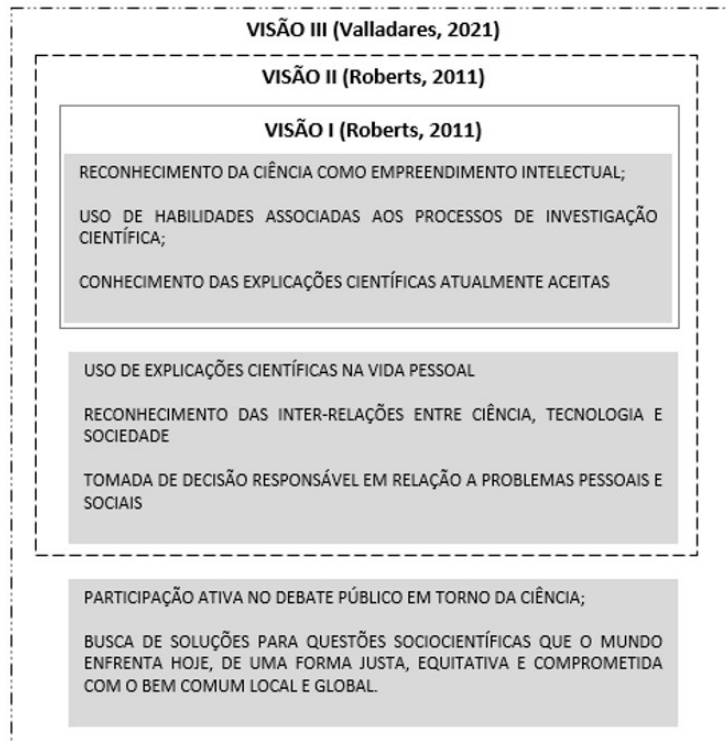 VISÃO III (Valladares, 2021)
VISÃO II (Roberts, 2011)
VISÃO I (Roberts, 2011)
RECONHECIMENTO DA CIÊNCIA COMO EMPREENDIMENTO INTELECTUAL;
USO DE HABILIDADES ASSOCIADAS AOS PROCESSOS DE INVESTIGAÇÃO
CIENTÍFICA;
CONHECIMENTO DAS EXPLICAÇÕES CIENTÍFICAS ATUALMENTE ACEITAS
USO DE EXPLICAÇÕES CIENTÍFICAS NA VIDA PESSOAL
RECONHECIMENTO DAS INTER-RELAÇÕES ENTRE CIÊNCIA, TECNOLOGIA E
SOCIEDADE
TOMADA DE DECISÃO RESPONSÁVEL EM RELAÇÃO A PROBLEMAS PESSOAIS E
SOCIAIS
PARTICIPAÇÃO ATIVA NO DEBATE PÚBLICO EM TORNO DA CIÊNCIA;
BUSCA DE SOLUÇÕES PARA QUESTÕES SOCIOCIENTÍFICAS QUE O MUNDO
ENFRENTA HOJE, DE UMA FORMA JUSTA, EQUITATIVA E COMPROMETIDA
COM O BEM COMUM LOCAL E GLOBAL.